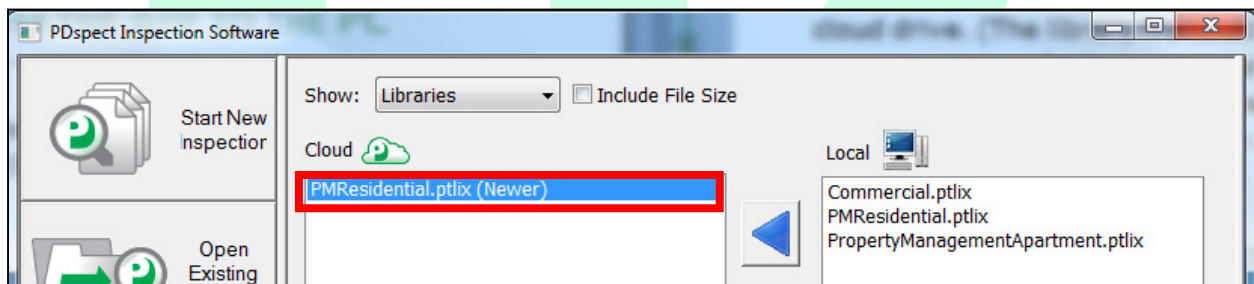 PDspect Inspection Software
Start New
Inspection
Show: Libraries Include File Size
Cloud
Local
PMResidential.ptlix (Newer)
Commercial.ptlix
PMResidential.ptlix
PropertyManagementApartment.ptlix
Open
Existing